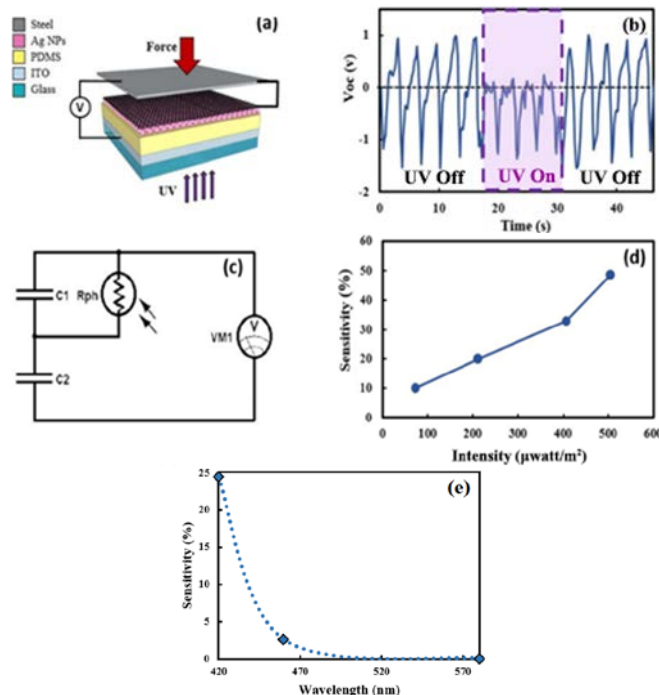 (a)
Steel
Ag NPs
PDMS
ITO
Glass
Force
V
UV
(b)
Voc (v)
2
1
0
-1
-2
UV Off
UV On
UV Off
0
20
40
Time (s)
(c)
C1
Rph
C2
V
VM1
(d)
Sensitivity (%)
60
50
40
30
20
10
0
0
100
200
300
400
500
600
Intensity (μwatt/m²)
(e)
Sensitivity (%)
25
20
15
10
5
0
420
470
520
570
Wavelength (nm)